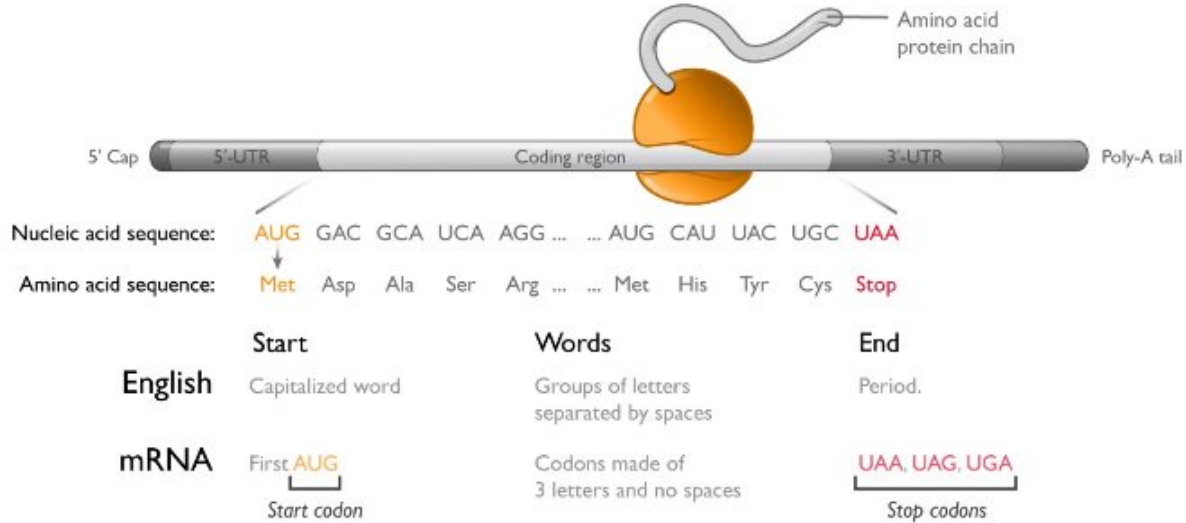 Amino acid
protein chain
5' Cap
5'-UTR
Coding region
3'-UTR
Poly-A tail
Nucleic acid sequence: AUG GAC GCA UCA AGG ... ... AUG CAU UAC UGC UAA
Amino acid sequence: Met Asp Ala Ser Arg ... ... Met His Tyr Cys Stop
Start Words End
English Capitalized word Groups of letters Period.
separated by spaces
mRNA First AUG Codons made of UAA, UAG, UGA
3 letters and no spaces
Start codon Stop codons